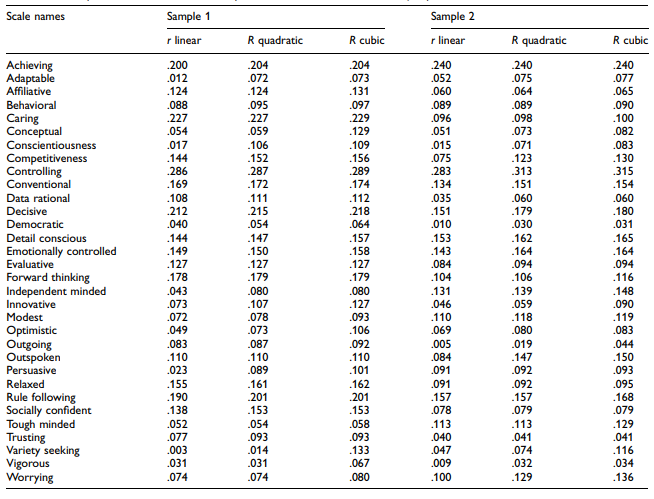 Scale names Sample 1 Sample 2
r linear R quadratic R cubic r linear R quadratic R cubic
Achieving .200 .204 .204 .240 .240 .240
Adaptable .012 .072 .073 .052 .075 .077
Affiliative .124 .124 .131 .060 .064 .065
Behavioral .088 .095 .097 .089 .089 .090
Caring .227 .227 .229 .096 .098 .100
Conceptual .054 .059 .129 .051 .073 .082
Conscientiousness .017 .106 .109 .015 .071 .083
Competitiveness .144 .152 .156 .075 .123 .130
Controlling .286 .287 .289 .283 .313 .315
Conventional .169 .172 .174 .134 .151 .154
Data rational .108 .111 .112 .035 .060 .060
Decisive .212 .215 .218 .151 .179 .180
Democratic .040 .054 .064 .010 .030 .031
Detail conscious .144 .147 .157 .153 .162 .165
Emotionally controlled .149 .150 .158 .143 .164 .164
Evaluative .127 .127 .127 .084 .094 .094
Forward thinking .178 .179 .179 .104 .106 .116
Independent minded .043 .080 .080 .131 .139 .148
Innovative .073 .107 .127 .046 .059 .090
Modest .072 .078 .093 .110 .118 .119
Optimistic .049 .073 .106 .069 .080 .083
Outgoing .083 .087 .092 .005 .019 .044
Outspoken .110 .110 .110 .084 .147 .150
Persuasive .023 .089 .101 .091 .092 .093
Relaxed .155 .161 .162 .091 .092 .095
Rule following .190 .201 .201 .157 .157 .168
Socially confident .138 .153 .153 .078 .079 .079
Tough minded .052 .054 .058 .113 .113 .129
Trusting .077 .093 .093 .040 .041 .041
Variety seeking .003 .014 .133 .047 .074 .116
Vigorous .031 .031 .067 .009 .032 .034
Worrying .074 .074 .080 .100 .129 .136